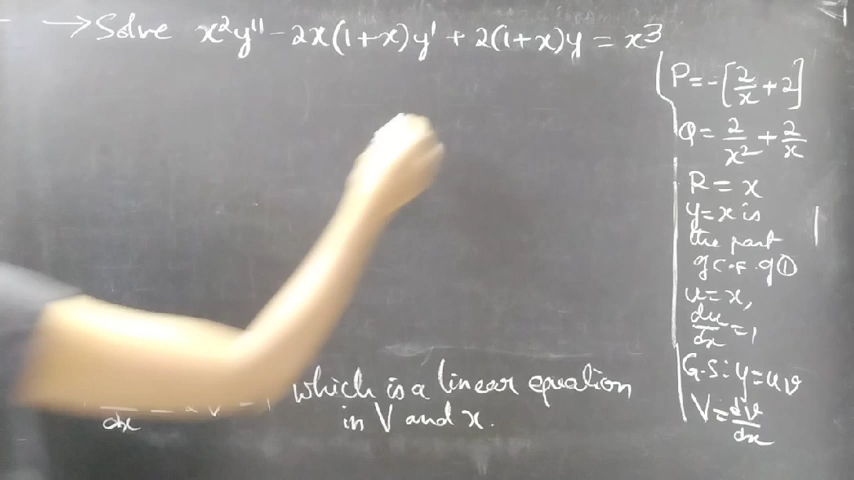 → Solve x²y'' - 2x(1+x)y' + 2(1+x)y = x³
P = -[2/x + 2]
Q = 2/x² + 2/x
R = x
y = x is
the part
of C.F. of ①
u = x,
du/dx = 1
G.S: y = uv
V = dv/dx
which is a linear equation
in V and x.
dx